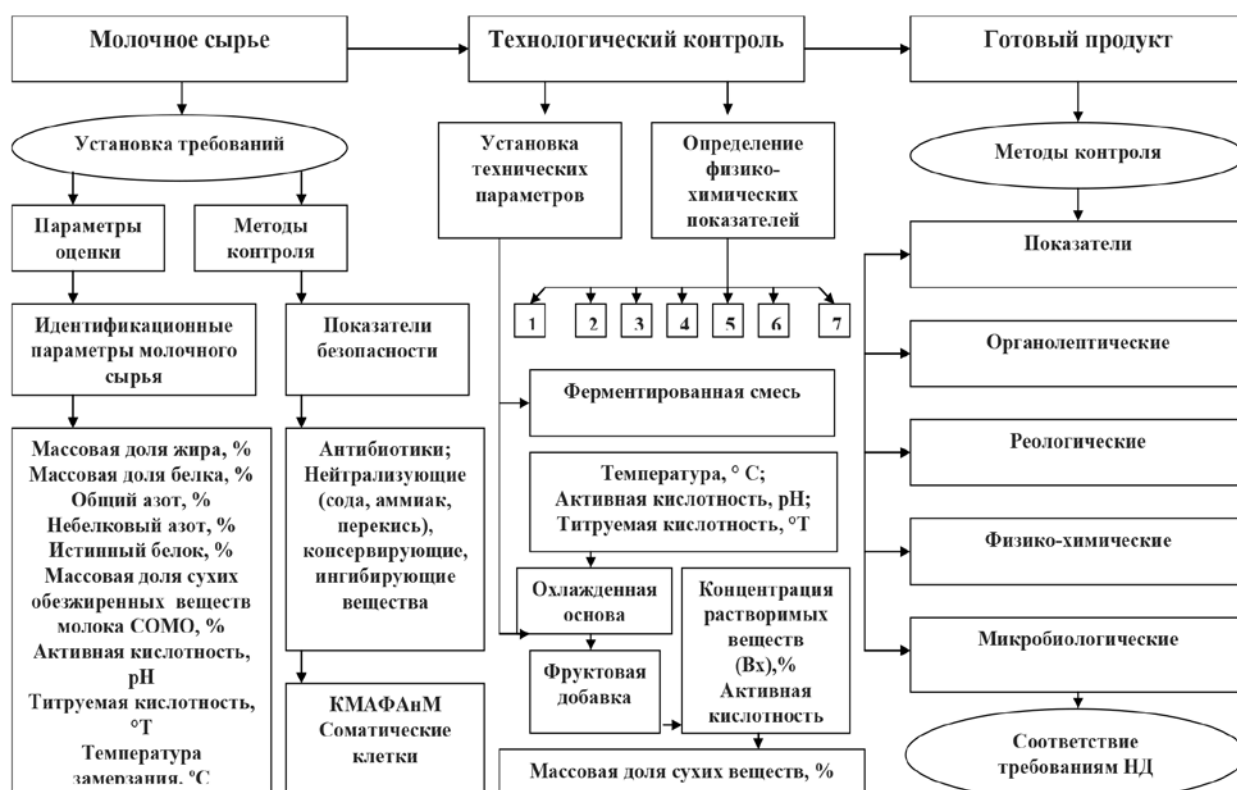 Молочное сырье
Технологический контроль
Готовый продукт
Установка требований
Параметры
оценки
Методы
контроля
Идентификационные
параметры молочного
сырья
Показатели
безопасности
Массовая доля жира, %
Массовая доля белка, %
Общий азот, %
Небелковый азот, %
Истинный белок, %
Массовая доля сухих
обезжиренных веществ
молока СОМО, %
Активная кислотность,
рН
Титруемая кислотность,
°Т
Температура
замерзания, °С
Антибиотики;
Нейтрализующие
(сода, аммиак,
перекись),
консервирующие,
ингибирующие
вещества
КМАФАнМ
Соматические
клетки
Установка
технических
параметров
Определение
физико-
химических
показателей
1 2 3 4 5 6 7
Ферментированная смесь
Температура, ° С;
Активная кислотность, рН;
Титруемая кислотность, °Т
Охлажденная
основа
Фруктовая
добавка
Концентрация
растворимых
веществ
(Вх),%
Активная
кислотность
Массовая доля сухих веществ, %
Методы контроля
Показатели
Органолептические
Реологические
Физико-химические
Микробиологические
Соответствие
требованиям НД